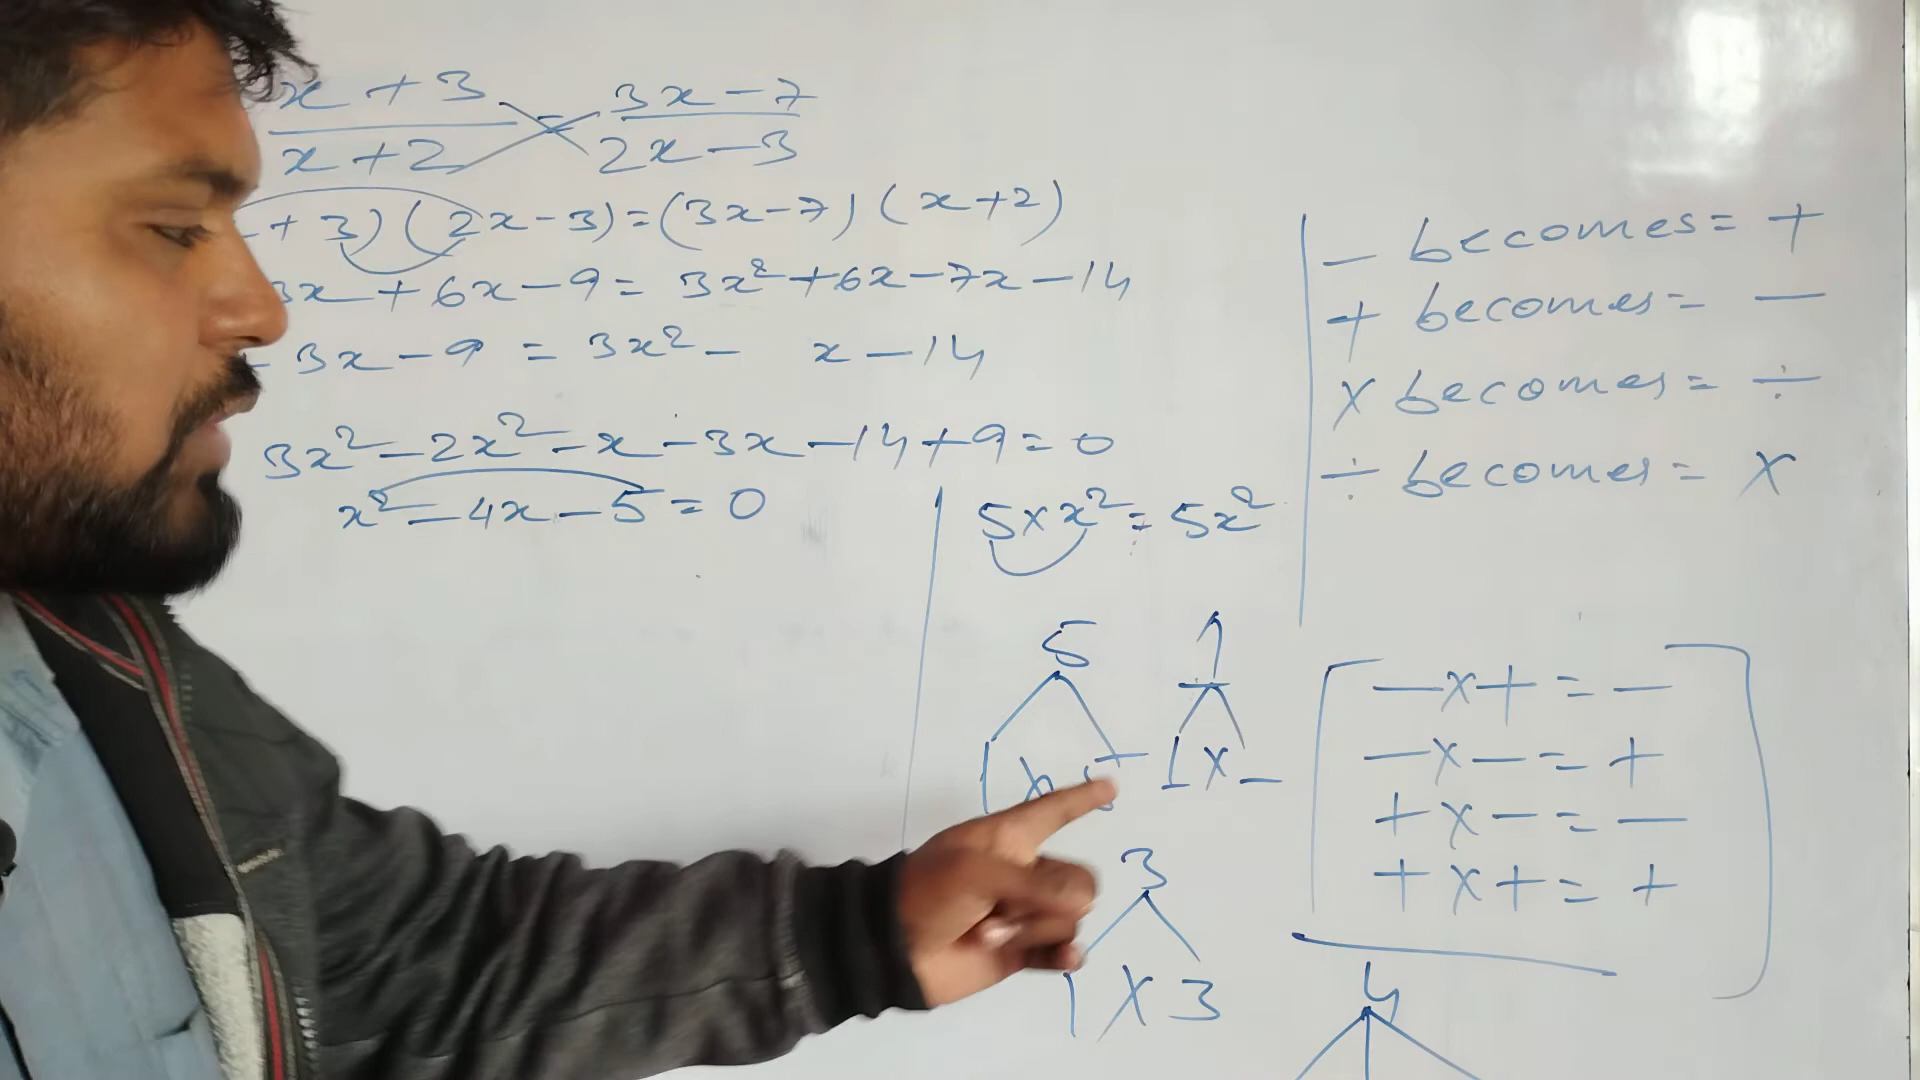 x + 3 = 3x - 7
x + 2 2x - 3
+ 3) ( 2x - 3) = (3x - 7) (x + 2)
3x + 6x - 9 = 3x² + 6x - 7x - 14
- 3x - 9 = 3x² - x - 14
3x² - 2x² - x - 3x - 14 + 9 = 0
x² - 4x - 5 = 0
5 × x² = 5x²
- becomes = +
+ becomes = -
× becomes = ÷
÷ becomes = ×
5
1 ×
1
1 × -
3
1 × 3
- × + = -
- × - = +
+ × - = -
+ × + = +
4